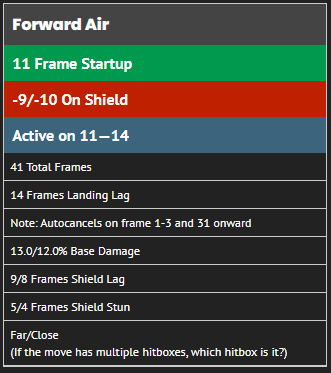 Forward Air
11 Frame Startup
-9/-10 On Shield
Active on 11—14
41 Total Frames
14 Frames Landing Lag
Note: Autocancels on frame 1-3 and 31 onward
13.0/12.0% Base Damage
9/8 Frames Shield Lag
5/4 Frames Shield Stun
Far/Close
(If the move has multiple hitboxes, which hitbox is it?)